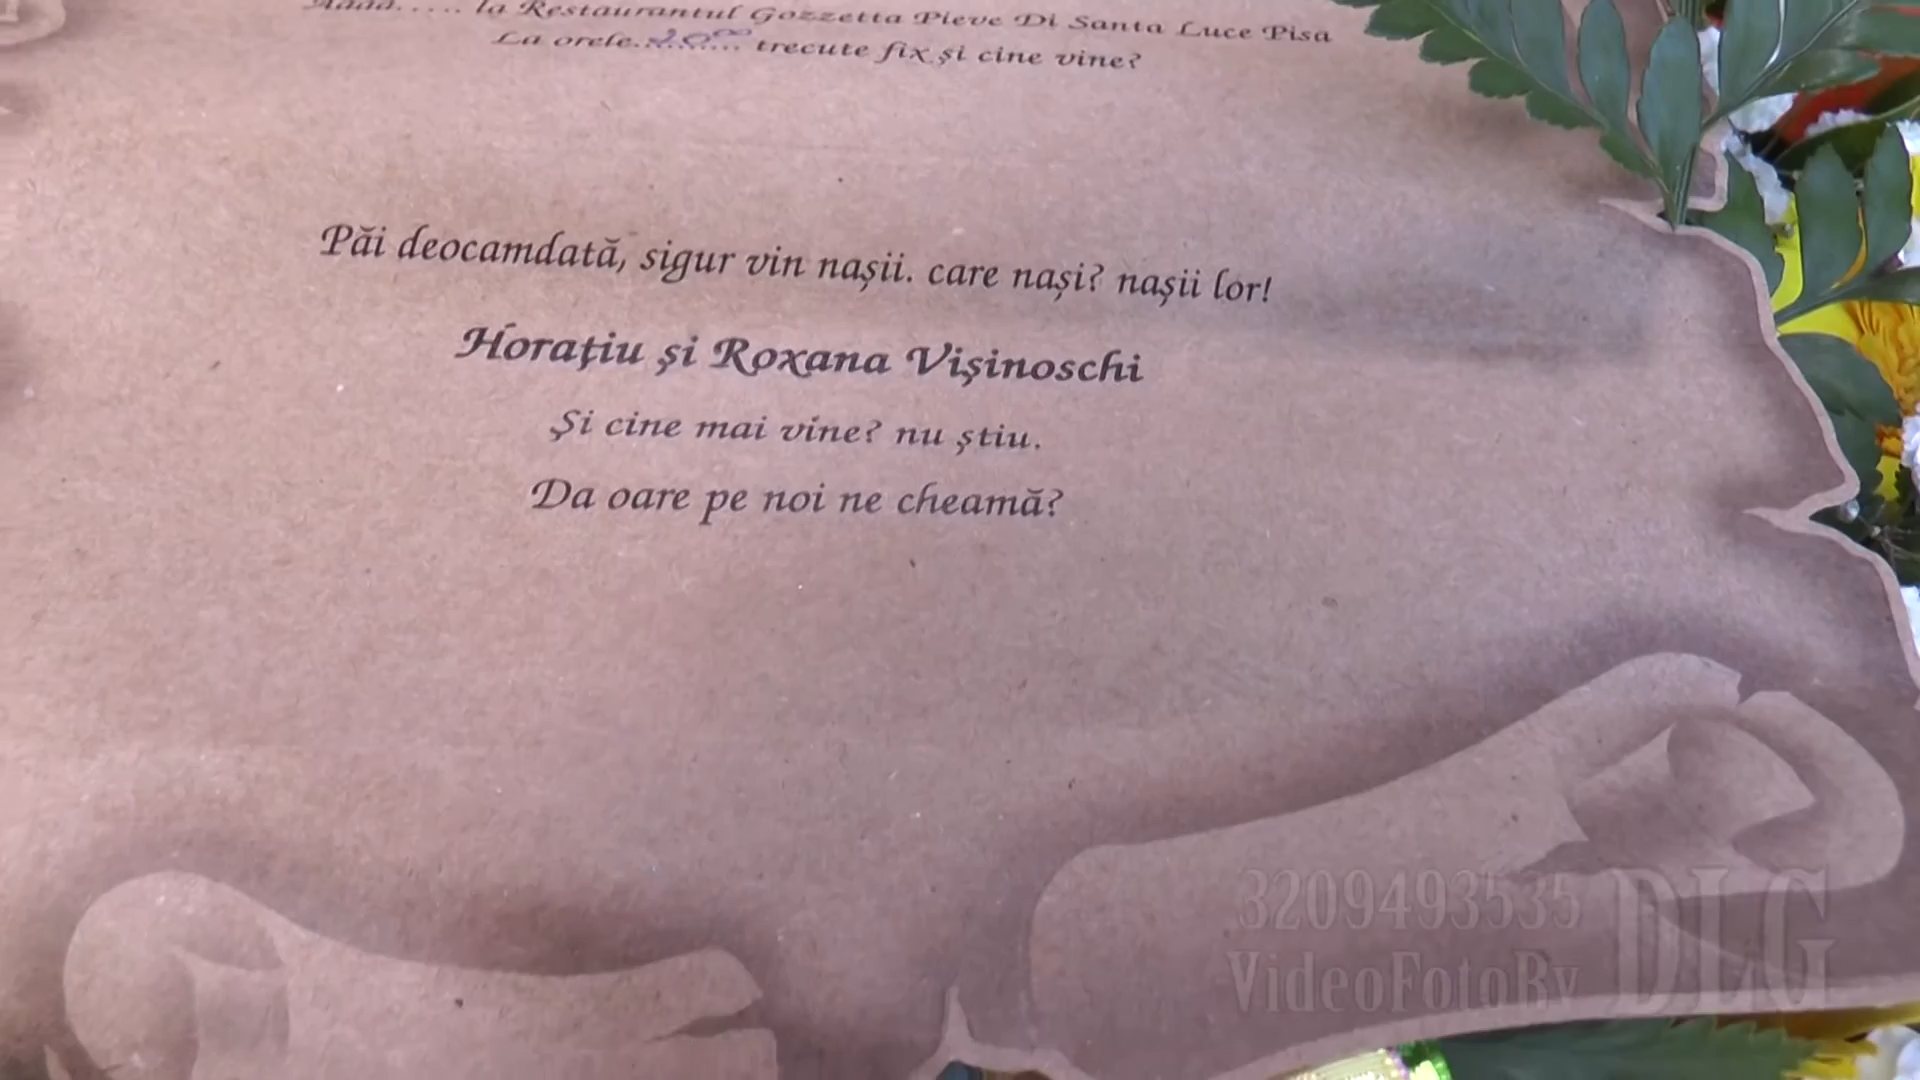 Aăăă..... la Restaurantul Gozzetta Pieve Di Santa Luce Pisa
La orele..20⁰⁰.. trecute fix și cine vine?
Păi deocamdată, sigur vin nașii. care nași? nașii lor!
Horațiu și Roxana Vișinoschi
Și cine mai vine? nu știu.
Da oare pe noi ne cheamă?
3209493535
VideoFotoBy DLG